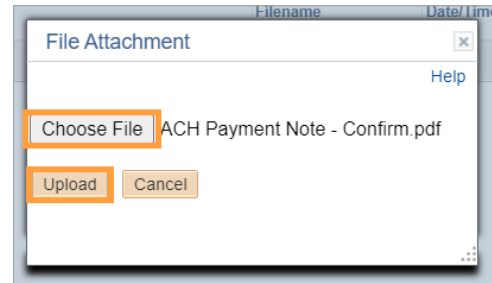 Filename Date/Time
File Attachment
Help
Choose File ACH Payment Note - Confirm.pdf
Upload Cancel